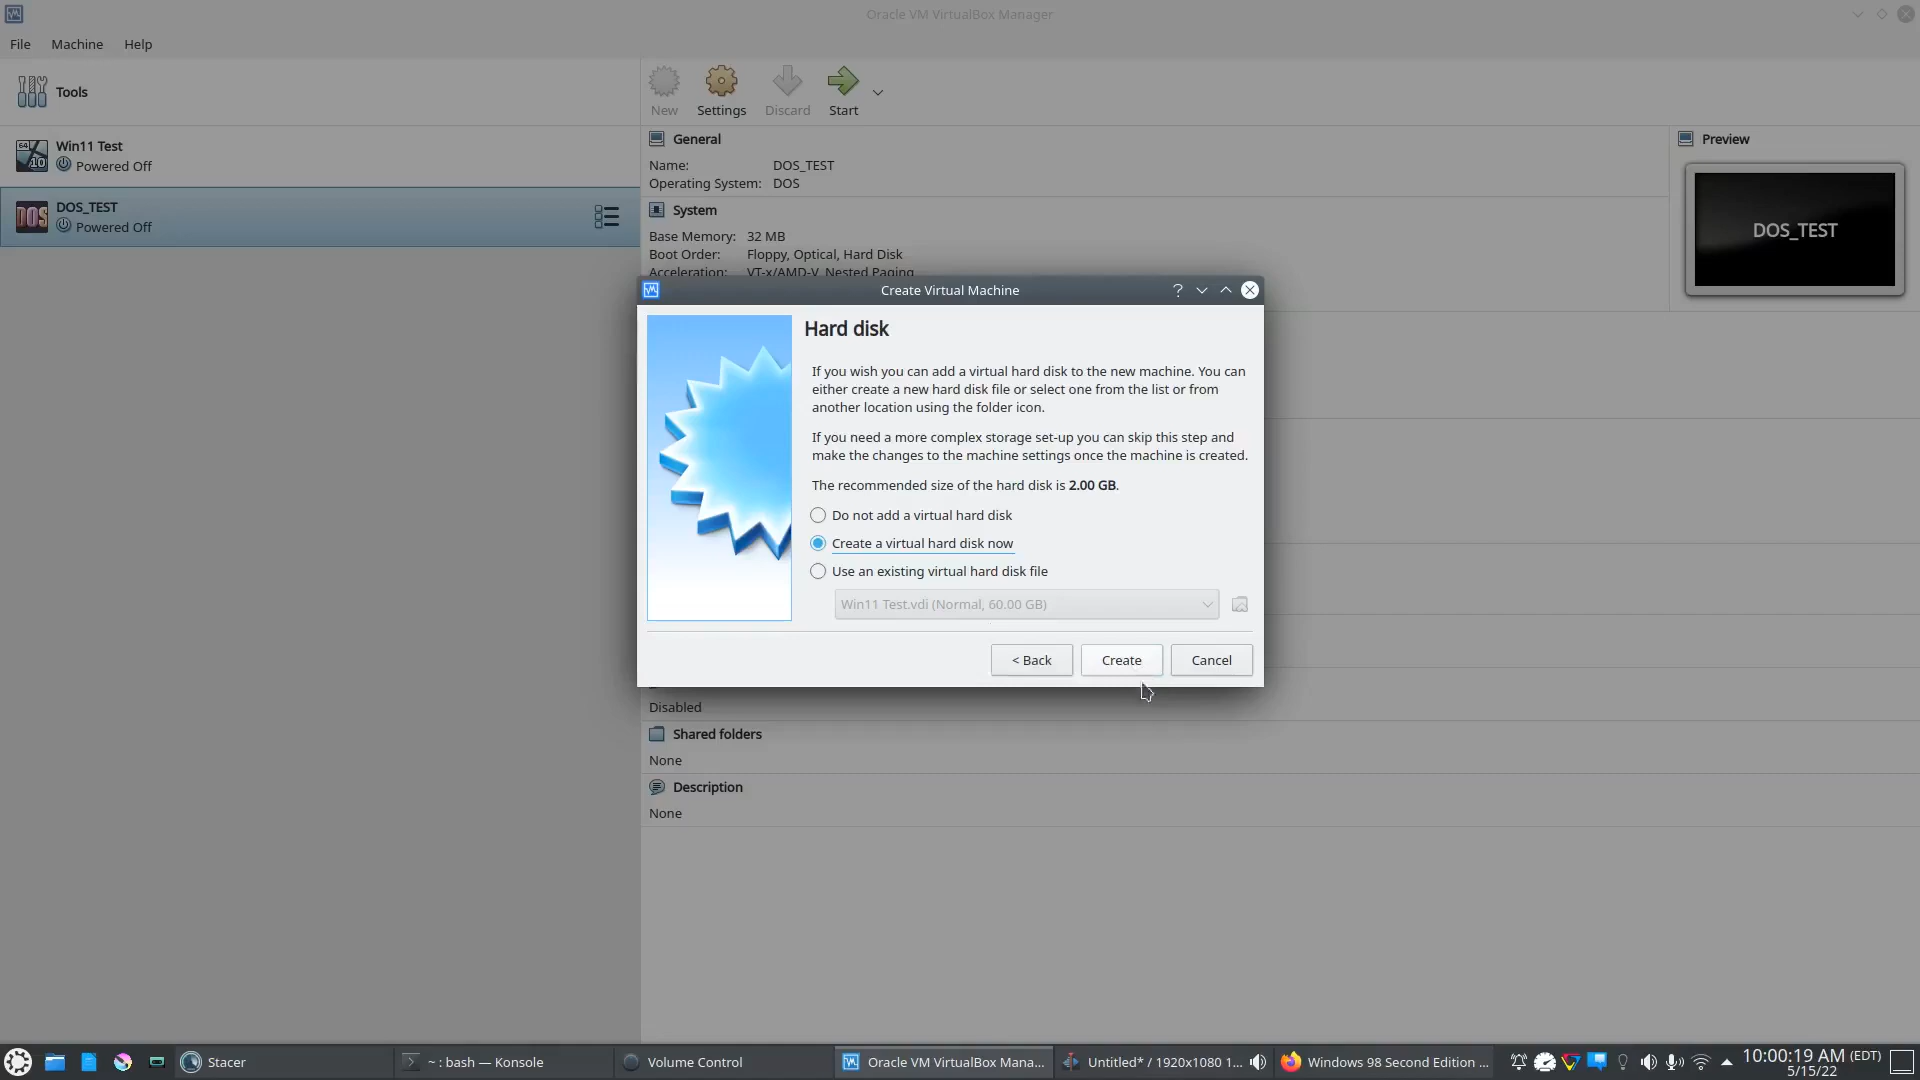 Oracle VM VirtualBox Manager
File Machine Help
Tools
New Settings Discard Start
Win11 Test
Powered Off
DOS_TEST
Powered Off
General
Name: DOS_TEST
Operating System: DOS
System
Base Memory: 32 MB
Boot Order: Floppy, Optical, Hard Disk
Acceleration: VT-x/AMD-V, Nested Paging
Preview
DOS_TEST
Create Virtual Machine
Hard disk
If you wish you can add a virtual hard disk to the new machine. You can
either create a new hard disk file or select one from the list or from
another location using the folder icon.
If you need a more complex storage set-up you can skip this step and
make the changes to the machine settings once the machine is created.
The recommended size of the hard disk is 2.00 GB.
Do not add a virtual hard disk
Create a virtual hard disk now
Use an existing virtual hard disk file
Win11 Test.vdi (Normal, 60.00 GB)
< Back Create Cancel
Disabled
Shared folders
None
Description
None
Stacer
~ : bash — Konsole
Volume Control
Oracle VM VirtualBox Mana...
Untitled* / 1920x1080 1...
Windows 98 Second Edition ...
10:00:19 AM (EDT)
5/15/22